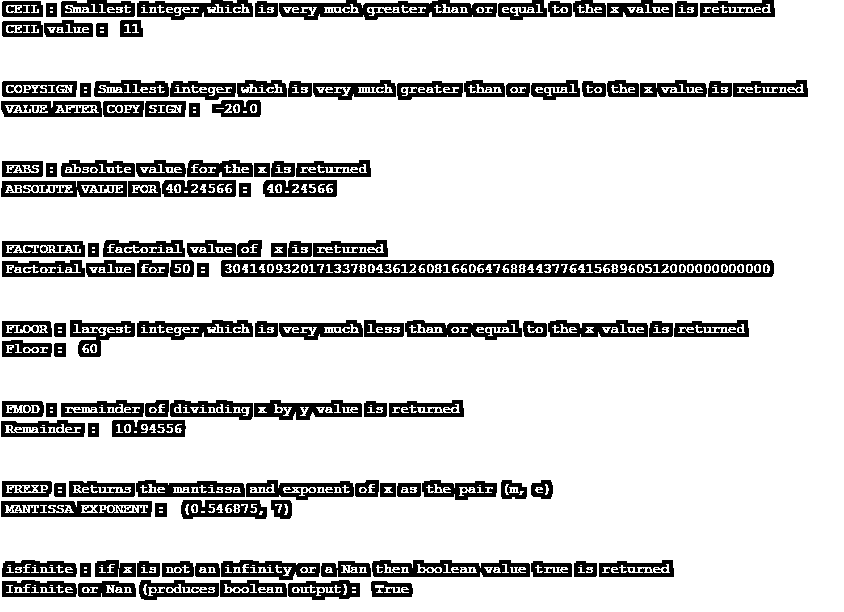 CEIL : Smallest integer which is very much greater than or equal to the x value is returned
CEIL value :  11
COPYSIGN : Smallest integer which is very much greater than or equal to the x value is returned
VALUE AFTER COPY SIGN :  -20.0
FABS : absolute value for the x is returned
ABSOLUTE VALUE FOR 40.24566 :  40.24566
FACTORIAL : factorial value of  x is returned
Factorial value for 50 :  30414093201713378043612608166064768844377641568960512000000000000
FLOOR : largest integer which is very much less than or equal to the x value is returned
Floor :  60
FMOD : remainder of divinding x by y value is returned
Remainder :  10.94556
FREXP : Returns the mantissa and exponent of x as the pair (m, e)
MANTISSA EXPONENT :  (0.546875, 7)
isfinite : if x is not an infinity or a Nan then boolean value true is returned
Infinite or Nan (produces boolean output):  True